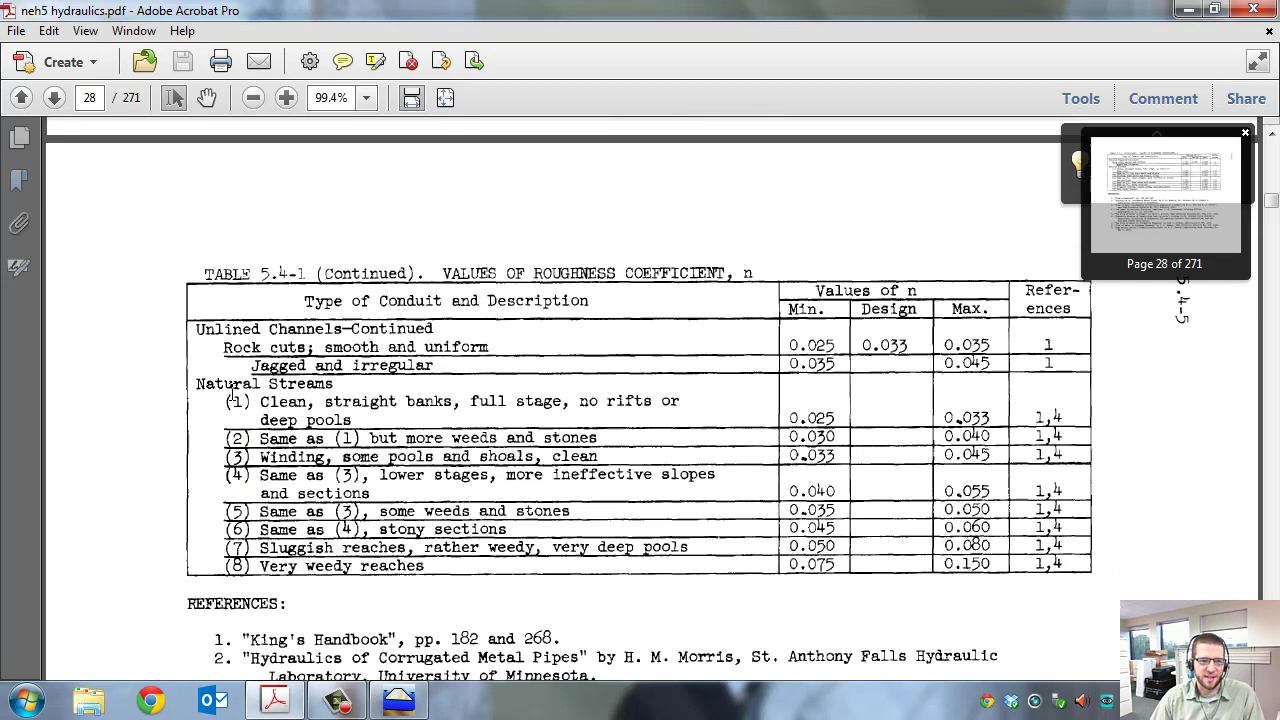 neh5 hydraulics.pdf - Adobe Acrobat Pro
File Edit View Window Help
Create
28 / 271 99.4% Tools Comment Share
Page 28 of 271
5.4-5
TABLE 5.4-1 (Continued). VALUES OF ROUGHNESS COEFFICIENT, n
Type of Conduit and Description Values of n Refer-
Min. Design Max. ences
Unlined Channels-Continued
Rock cuts; smooth and uniform 0.025 0.033 0.035 1
Jagged and irregular 0.035 0.045 1
Natural Streams
(1) Clean, straight banks, full stage, no rifts or
deep pools 0.025 0.033 1,4
(2) Same as (1) but more weeds and stones 0.030 0.040 1,4
(3) Winding, some pools and shoals, clean 0.033 0.045 1,4
(4) Same as (3), lower stages, more ineffective slopes
and sections 0.040 0.055 1,4
(5) Same as (3), some weeds and stones 0.035 0.050 1,4
(6) Same as (4), stony sections 0.045 0.060 1,4
(7) Sluggish reaches, rather weedy, very deep pools 0.050 0.080 1,4
(8) Very weedy reaches 0.075 0.150 1,4
REFERENCES:
1. "King's Handbook", pp. 182 and 268.
2. "Hydraulics of Corrugated Metal Pipes" by H. M. Morris, St. Anthony Falls Hydraulic
Laboratory, University of Minnesota.